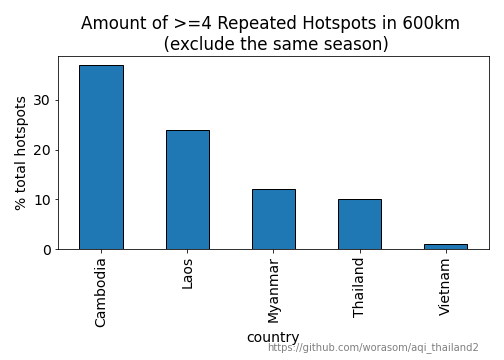 Amount of >=4 Repeated Hotspots in 600km
(exclude the same season)
% total hotspots
30
20
10
0
Cambodia
Laos
Myanmar
Thailand
Vietnam
country
https://github.com/worasom/aqi_thailand2